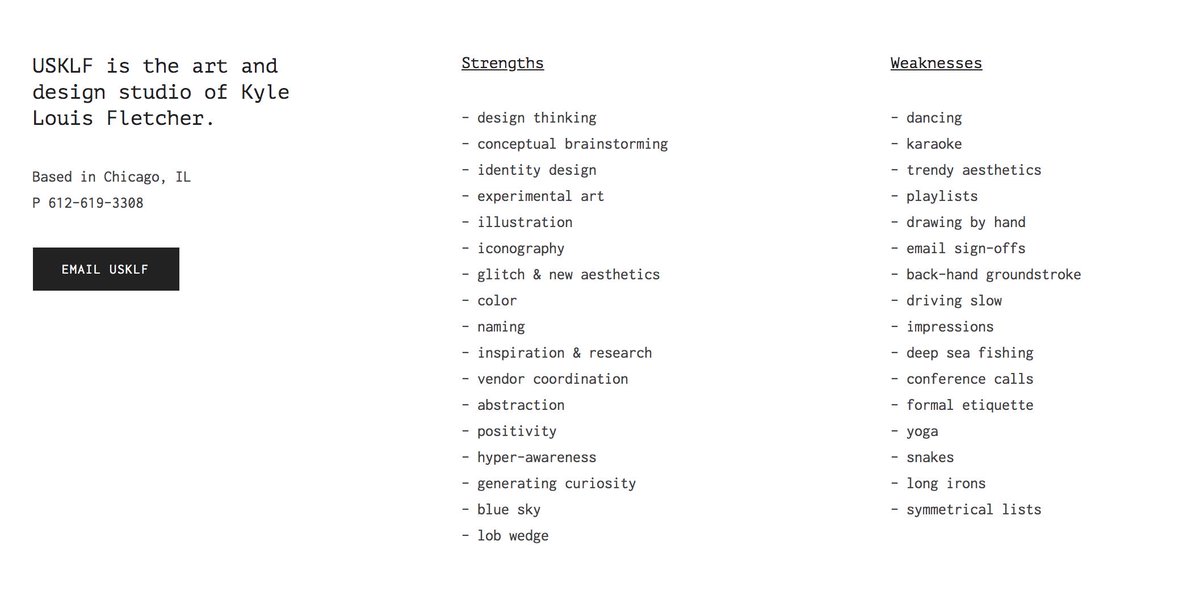 USKLF is the art and
design studio of Kyle
Louis Fletcher.
Based in Chicago, IL
P 612-619-3308
EMAIL USKLF
Strengths
- design thinking
- conceptual brainstorming
- identity design
- experimental art
- illustration
- iconography
- glitch & new aesthetics
- color
- naming
- inspiration & research
- vendor coordination
- abstraction
- positivity
- hyper-awareness
- generating curiosity
- blue sky
- lob wedge
Weaknesses
- dancing
- karaoke
- trendy aesthetics
- playlists
- drawing by hand
- email sign-offs
- back-hand groundstroke
- driving slow
- impressions
- deep sea fishing
- conference calls
- formal etiquette
- yoga
- snakes
- long irons
- symmetrical lists